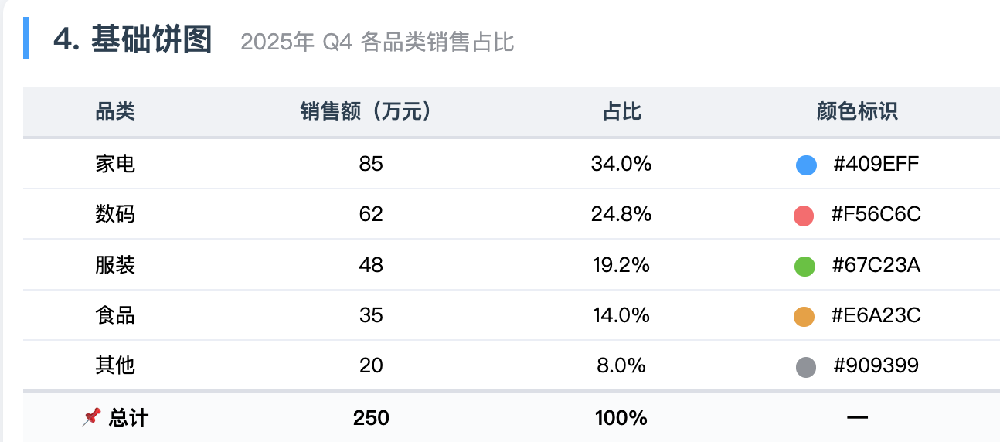 4. 基础饼图 2025年 Q4 各品类销售占比
品类 销售额（万元） 占比 颜色标识
家电 85 34.0% #409EFF
数码 62 24.8% #F56C6C
服装 48 19.2% #67C23A
食品 35 14.0% #E6A23C
其他 20 8.0% #909399
📌 总计 250 100% —